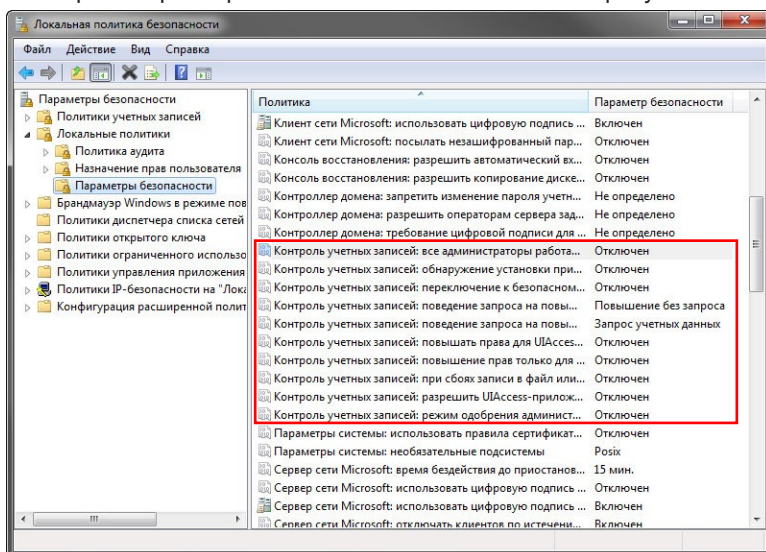 Локальная политика безопасности
Файл Действие Вид Справка
Параметры безопасности
Политики учетных записей
Локальные политики
Политика аудита
Назначение прав пользователя
Параметры безопасности
Брандмауэр Windows в режиме пов
Политики диспетчера списка сетей
Политики открытого ключа
Политики ограниченного использо
Политики управления приложения
Политики IP-безопасности на "Лока
Конфигурация расширенной полит
Политика Параметр безопасности
Клиент сети Microsoft: использовать цифровую подпись ... Включен
Клиент сети Microsoft: посылать незашифрованный пар... Отключен
Консоль восстановления: разрешить автоматический вх... Отключен
Консоль восстановления: разрешить копирование диске... Отключен
Контроллер домена: запретить изменение пароля учетн... Не определено
Контроллер домена: разрешить операторам сервера зад... Не определено
Контроллер домена: требование цифровой подписи для ... Не определено
Контроль учетных записей: все администраторы работа... Отключен
Контроль учетных записей: обнаружение установки при... Отключен
Контроль учетных записей: переключение к безопасном... Отключен
Контроль учетных записей: поведение запроса на повы... Повышение без запроса
Контроль учетных записей: поведение запроса на повы... Запрос учетных данных
Контроль учетных записей: повышать права для UIAcces... Отключен
Контроль учетных записей: повышение прав только для ... Отключен
Контроль учетных записей: при сбоях записи в файл или... Отключен
Контроль учетных записей: разрешить UIAccess-прилож... Отключен
Контроль учетных записей: режим одобрения админист... Отключен
Параметры системы: использовать правила сертификат... Отключен
Параметры системы: необязательные подсистемы Posix
Сервер сети Microsoft: время бездействия до приостанов... 15 мин.
Сервер сети Microsoft: использовать цифровую подпись ... Отключен
Сервер сети Microsoft: использовать цифровую подпись ... Включен
Сервер сети Microsoft: отключать клиентов по истечени... Включен